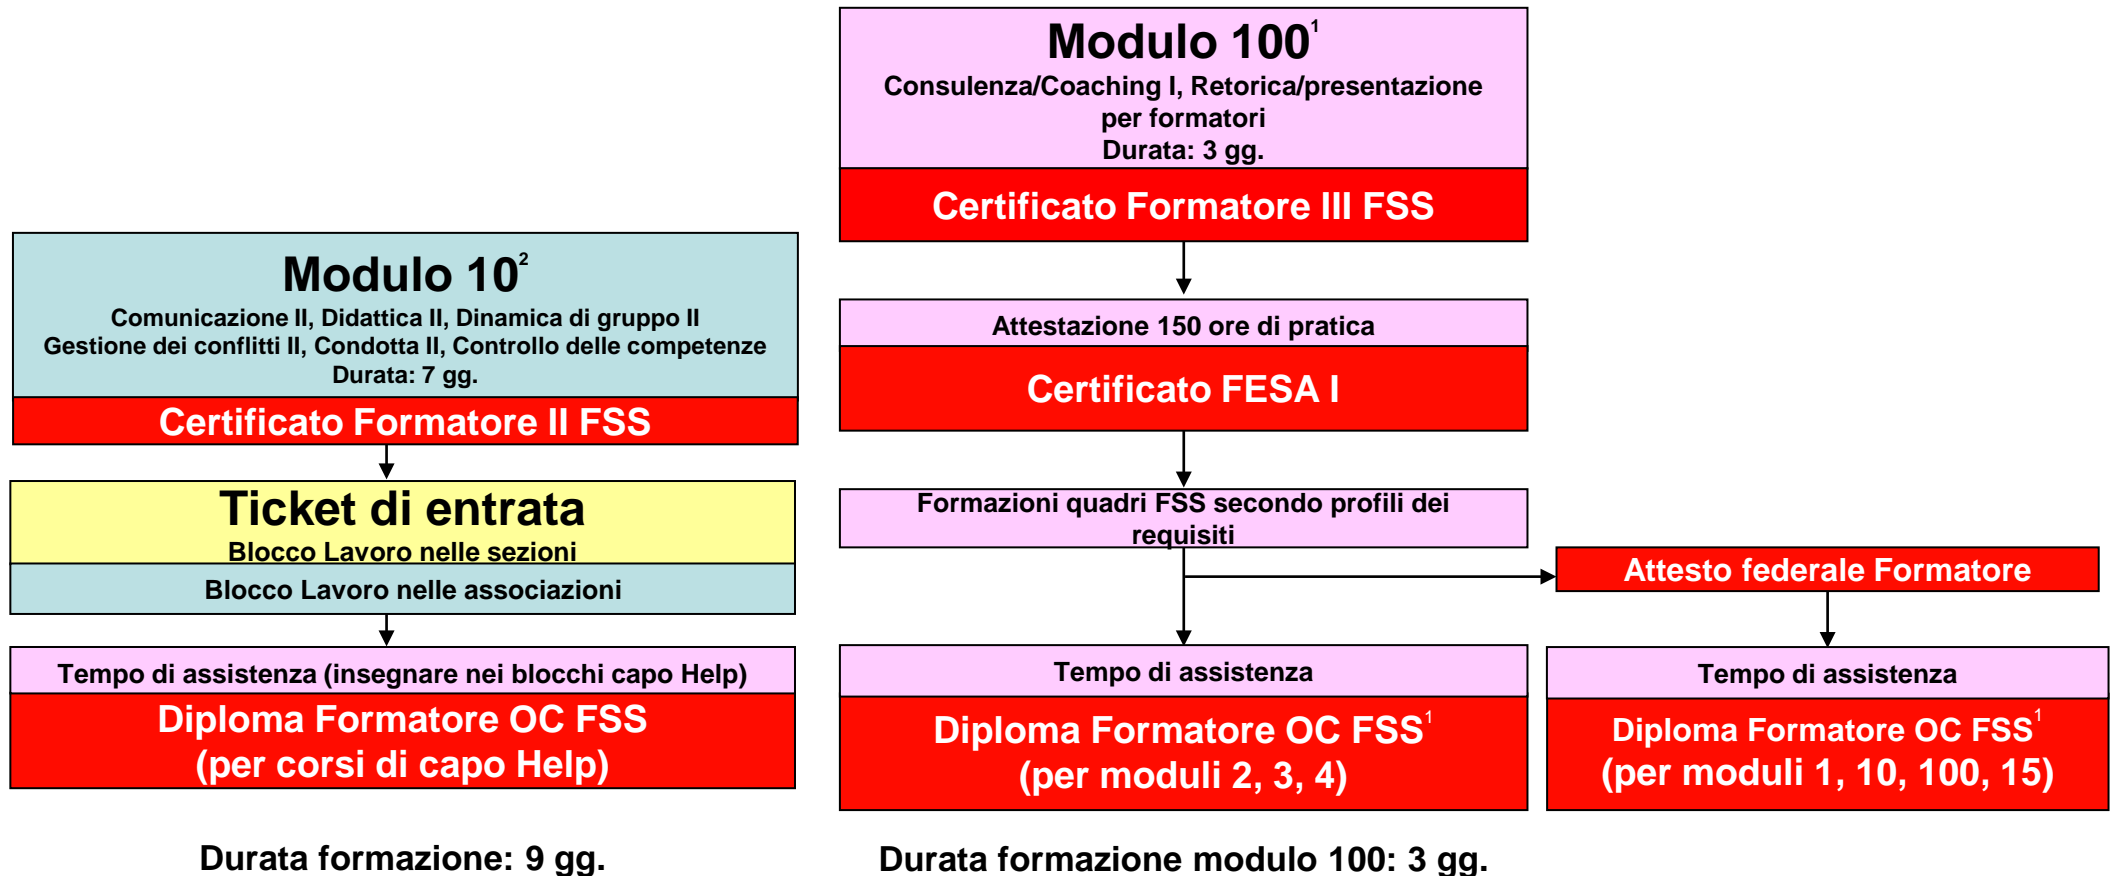 Modulo 100¹
Consulenza/Coaching I, Retorica/presentazione
per formatori
Durata: 3 gg.
Certificato Formatore III FSS
Modulo 10²
Comunicazione II, Didattica II, Dinamica di gruppo II
Gestione dei conflitti II, Condotta II, Controllo delle competenze
Durata: 7 gg.
Certificato Formatore II FSS
Attestazione 150 ore di pratica
Certificato FESA I
Ticket di entrata
Blocco Lavoro nelle sezioni
Blocco Lavoro nelle associazioni
Formazioni quadri FSS secondo profili dei
requisiti
Attesto federale Formatore
Tempo di assistenza (insegnare nei blocchi capo Help)
Diploma Formatore OC FSS
(per corsi di capo Help)
Tempo di assistenza
Diploma Formatore OC FSS¹
(per moduli 2, 3, 4)
Tempo di assistenza
Diploma Formatore OC FSS¹
(per moduli 1, 10, 100, 15)
Durata formazione: 9 gg.
Durata formazione modulo 100: 3 gg.